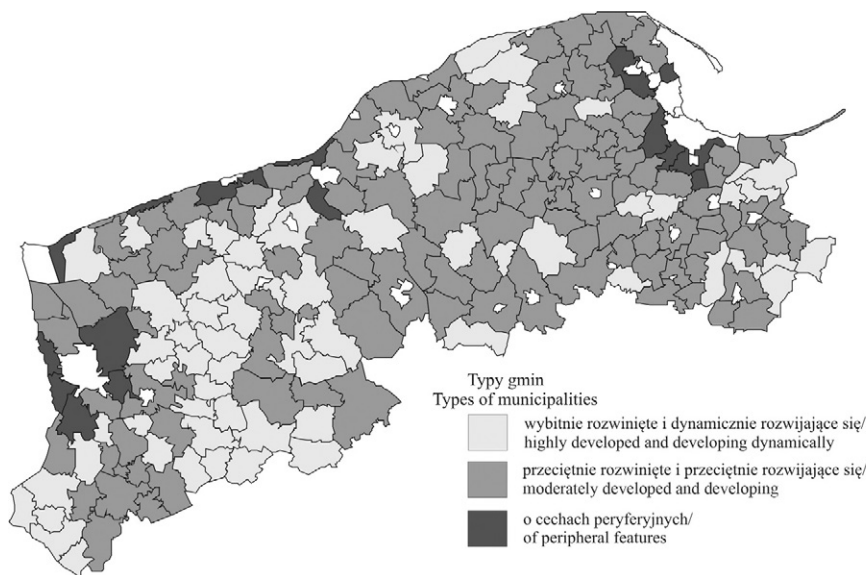 Typy gmin
Types of municipalities
wybitnie rozwinięte i dynamicznie rozwijające się/
highly developed and developing dynamically
przeciętnie rozwinięte i przeciętnie rozwijające się/
moderately developed and developing
o cechach peryferyjnych/
of peripheral features